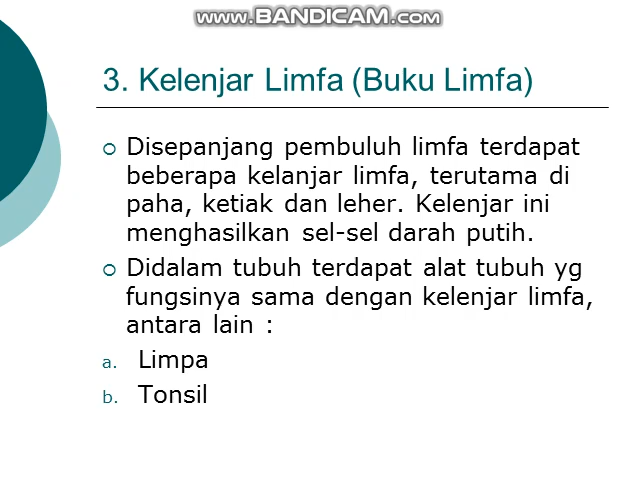 www.BANDICAM.com
3. Kelenjar Limfa (Buku Limfa)
Disepanjang pembuluh limfa terdapat
beberapa kelanjar limfa, terutama di
paha, ketiak dan leher. Kelenjar ini
menghasilkan sel-sel darah putih.
Didalam tubuh terdapat alat tubuh yg
fungsinya sama dengan kelenjar limfa,
antara lain :
a. Limpa
b. Tonsil